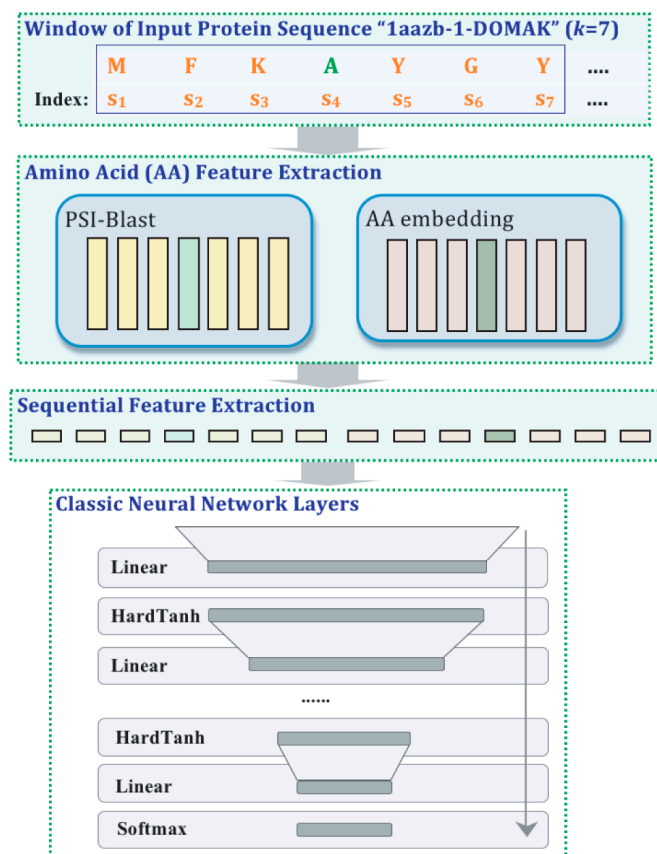 Window of Input Protein Sequence “1aazb-1-DOMAK” (k=7)
M F K A Y G Y ....
Index: s1 s2 s3 s4 s5 s6 s7 ....
Amino Acid (AA) Feature Extraction
PSI-Blast AA embedding
Sequential Feature Extraction
Classic Neural Network Layers
Linear
HardTanh
Linear
......
HardTanh
Linear
Softmax